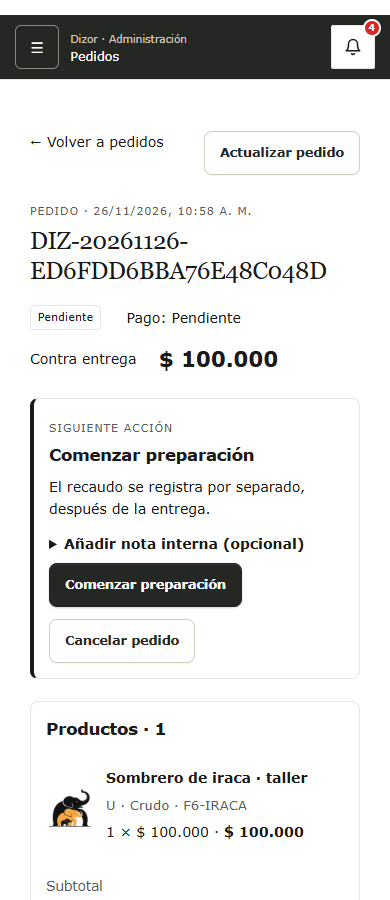 ☰
Dizor · Administración
Pedidos
4
← Volver a pedidos
Actualizar pedido
PEDIDO · 26/11/2026, 10:58 A. M.
DIZ-20261126-
ED6FDD6BBA76E48C048D
Pendiente
Pago: Pendiente
Contra entrega
$ 100.000
SIGUIENTE ACCIÓN
Comenzar preparación
El recaudo se registra por separado,
después de la entrega.
▶ Añadir nota interna (opcional)
Comenzar preparación
Cancelar pedido
Productos · 1
Sombrero de iraca · taller
U · Crudo · F6-IRACA
1 × $ 100.000 · $ 100.000
Subtotal